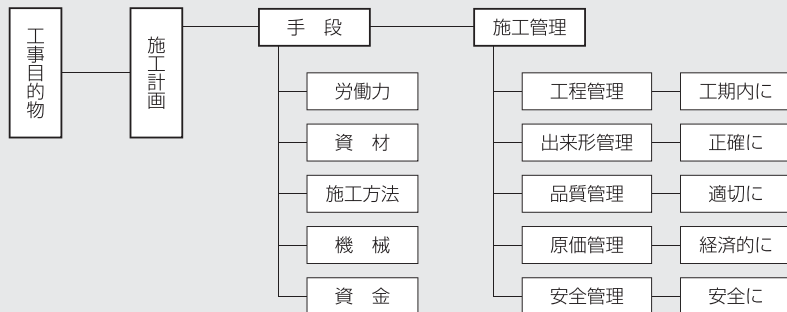 工事目的物
施工計画
手　段
施工管理
労働力
資　材
施工方法
機　械
資　金
工程管理
工期内に
出来形管理
正確に
品質管理
適切に
原価管理
経済的に
安全管理
安全に